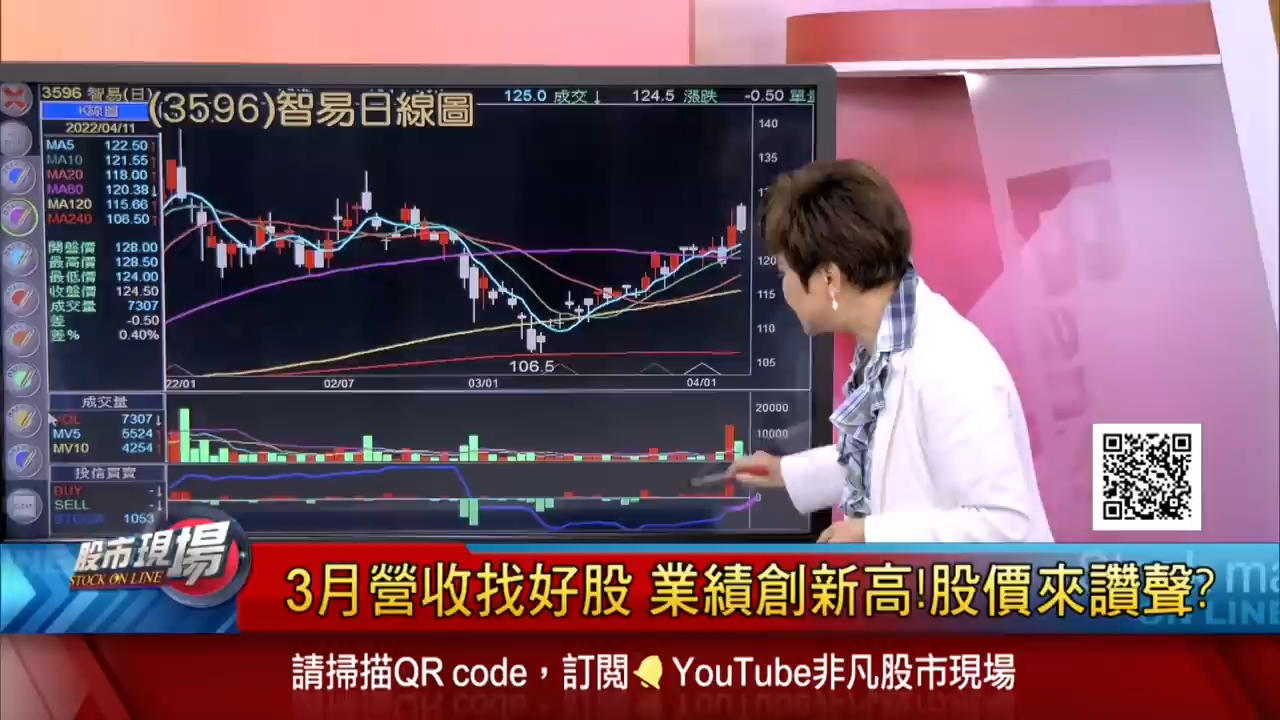 3596 智易(日)
(3596)智易日線圖
125.0 成交↓ 124.5 漲跌 -0.50 單量
K線圖
2022/04/11
MA5 122.50↑
MA10 121.55↑
MA20 118.00↑
MA60 120.38↓
MA120 115.66↑
MA240 106.50↑
開盤價 128.00
最高價 128.50
最低價 124.00
收盤價 124.50
成交量 7307
差 -0.50
差% 0.40%
140
135
120
115
110
105
106.5
22/01 02/07 03/01 04/01
成交量
VOL 7307↓
MV5 5524↑
MV10 4254↑
20000
10000
投信買賣
BUY -↓
SELL -↓
STOCK 1053
0
股市現場
STOCK ON LINE
3月營收找好股 業績創新高!股價來讚聲?
請掃描QR code，訂閱🔔YouTube非凡股市現場